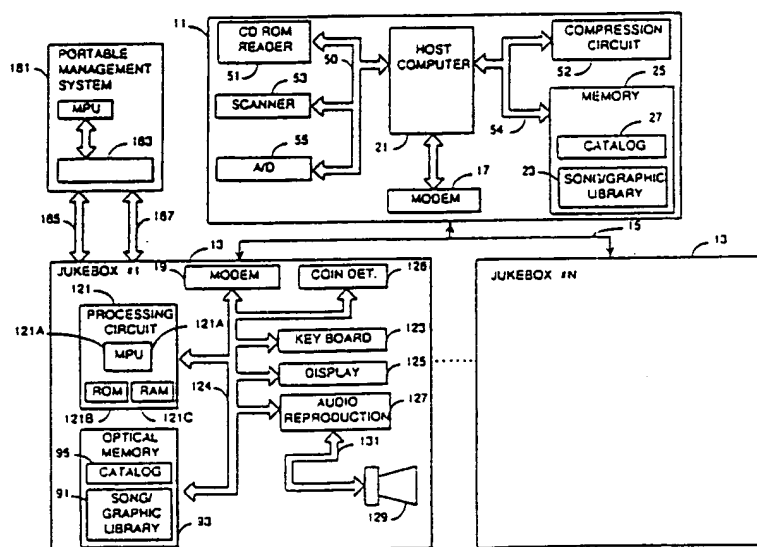 181
PORTABLE
MANAGEMENT
SYSTEM
MPU
183
185
187
11
CD ROM
READER
51
50
SCANNER
53
A/D
55
HOST
COMPUTER
21
MODEM
17
COMPRESSION
CIRCUIT
52
54
MEMORY
25
CATALOG
27
SONG/GRAPHIC
LIBRARY
23
15
13
JUKEBOX #1
19
MODEM
COIN DET.
126
121
PROCESSING
CIRCUIT
121A
121A
MPU
ROM
RAM
121B
121C
124
KEY BOARD
123
DISPLAY
125
AUDIO
REPRODUCTION
127
131
129
OPTICAL
MEMORY
95
CATALOG
91
SONG/
GRAPHIC
LIBRARY
93
13
JUKEBOX #N